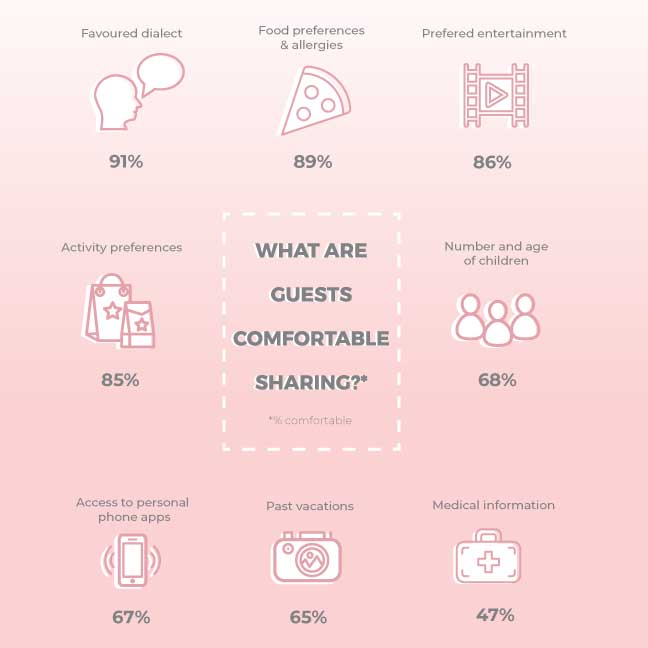 Favoured dialect
91%
Food preferences
& allergies
89%
Prefered entertainment
86%
Activity preferences
85%
WHAT ARE
GUESTS
COMFORTABLE
SHARING?*
*% comfortable
Number and age
of children
68%
Access to personal
phone apps
67%
Past vacations
65%
Medical information
47%